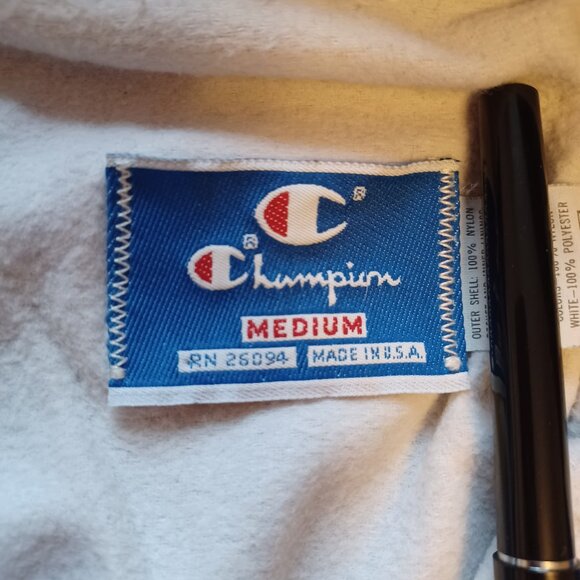 ®
®
Champion
MEDIUM
RN 26094 MADE IN U.S.A.
OUTER SHELL: 100% NYLON
WHITE—100% POLYESTER